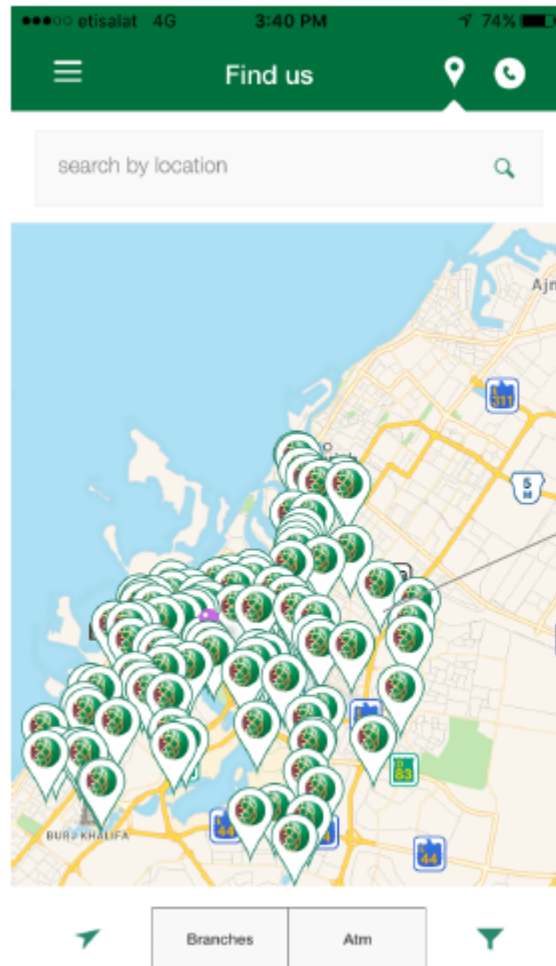 etisalat 4G 3:40 PM 74%
Find us
search by location
Ajm
311
5
M
D
83
44
44
BURJ KHALIFA
Branches Atm